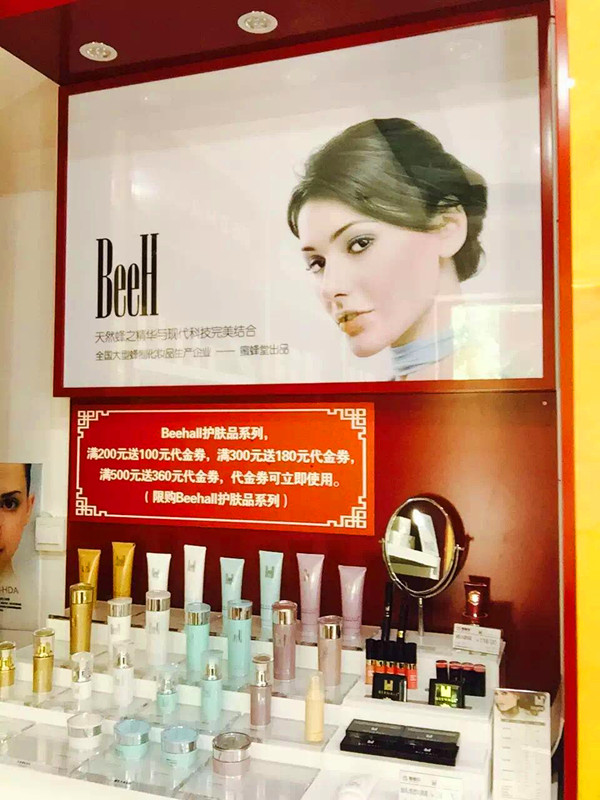 BeeH
天然蜂之精华与现代科技完美结合
全国大型蜂制化妆品生产企业 —— 蜜蜂堂出品
Beehall护肤品系列，
满200元送100元代金券，满300元送180元代金券，
满500元送360元代金券，代金券可立即使用。
（限购Beehall护肤品系列）
HDA